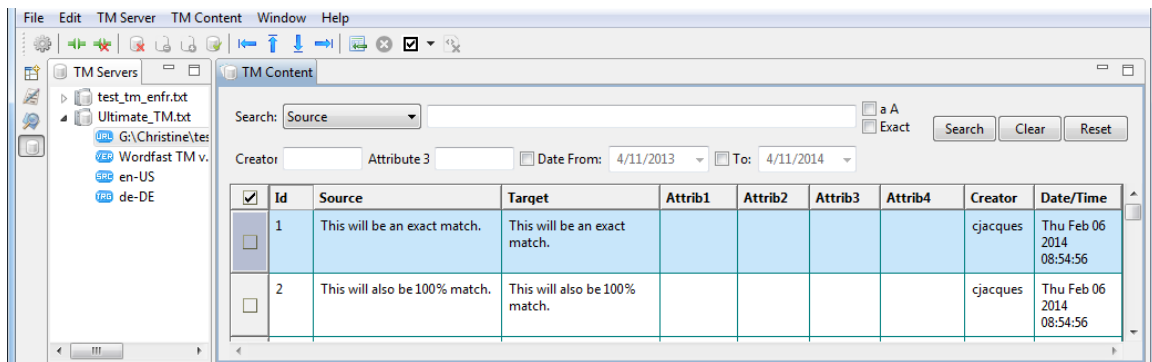 File Edit TM Server TM Content Window Help
TM Servers
test_tm_enfr.txt
Ultimate_TM.txt
URL G:\Christine\tes
VER Wordfast TM v.
SRC en-US
TRG de-DE
TM Content
Search: Source a A
Exact Search Clear Reset
Creator Attribute 3 Date From: 4/11/2013 To: 4/11/2014
Id Source Target Attrib1 Attrib2 Attrib3 Attrib4 Creator Date/Time
1 This will be an exact match. This will be an exact cjacques Thu Feb 06
match. 2014
08:54:56
2 This will also be 100% match. This will also be 100% cjacques Thu Feb 06
match. 2014
08:54:56